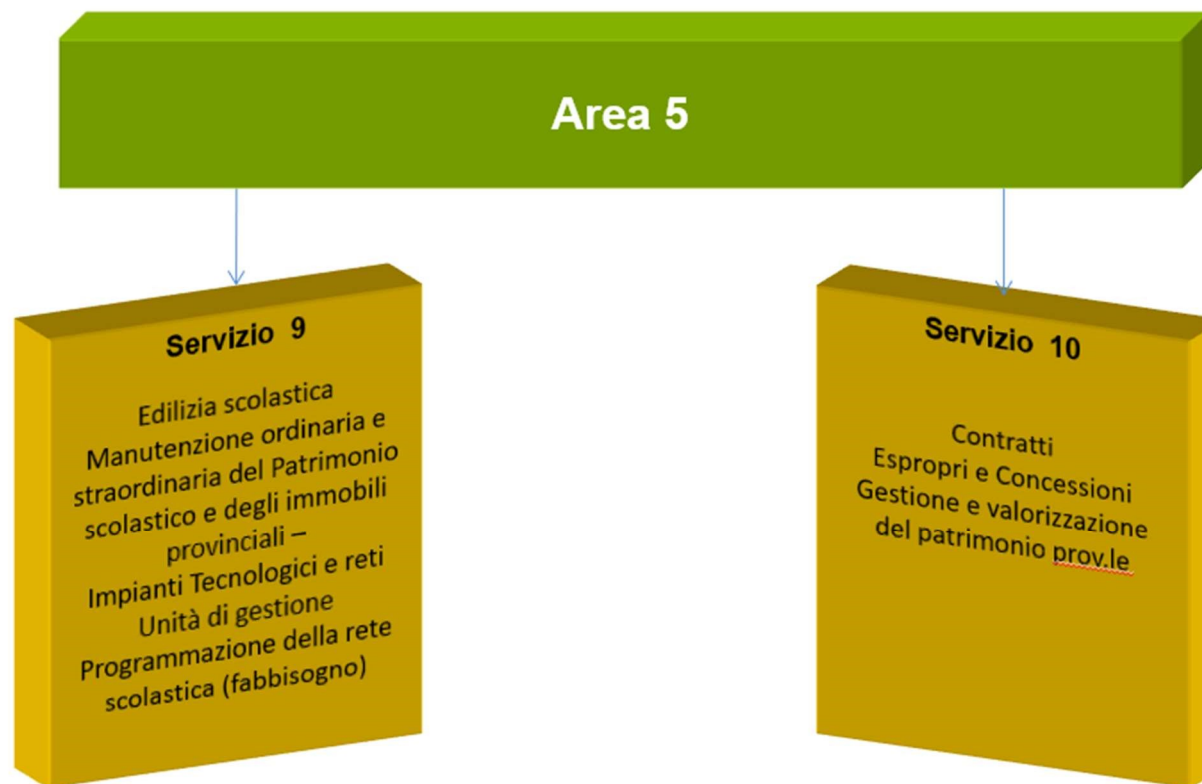 Area 5
Servizio 9
Edilizia scolastica
Manutenzione ordinaria e
straordinaria del Patrimonio
scolastico e degli immobili
provinciali –
Impianti Tecnologici e reti
Unità di gestione
Programmazione della rete
scolastica (fabbisogno)
Servizio 10
Contratti
Espropri e Concessioni
Gestione e valorizzazione
del patrimonio prov.le